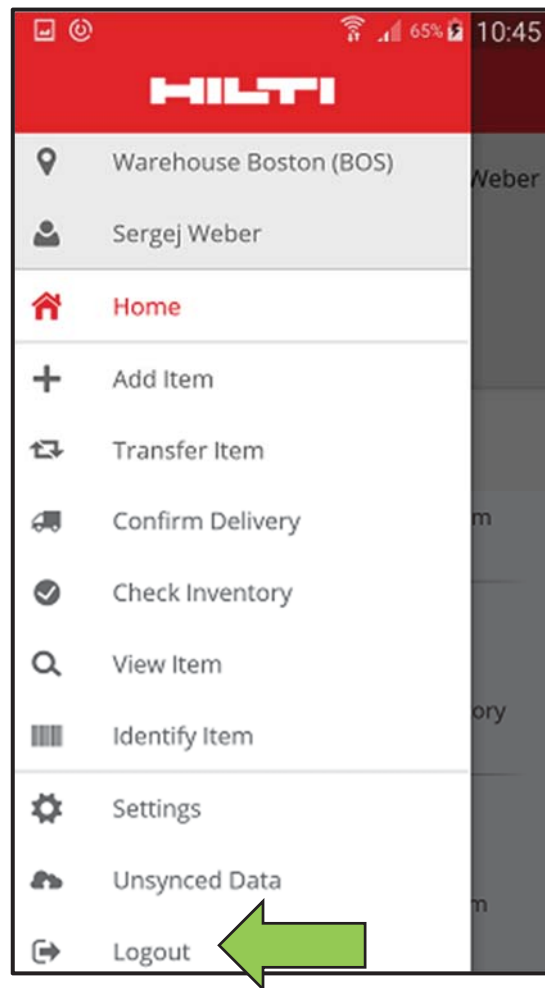 65% 10:45
HILTI
Warehouse Boston (BOS)
Weber
Sergej Weber
Home
Add Item
Transfer Item
Confirm Delivery
m
Check Inventory
View Item
ory
Identify Item
Settings
Unsynced Data
m
Logout